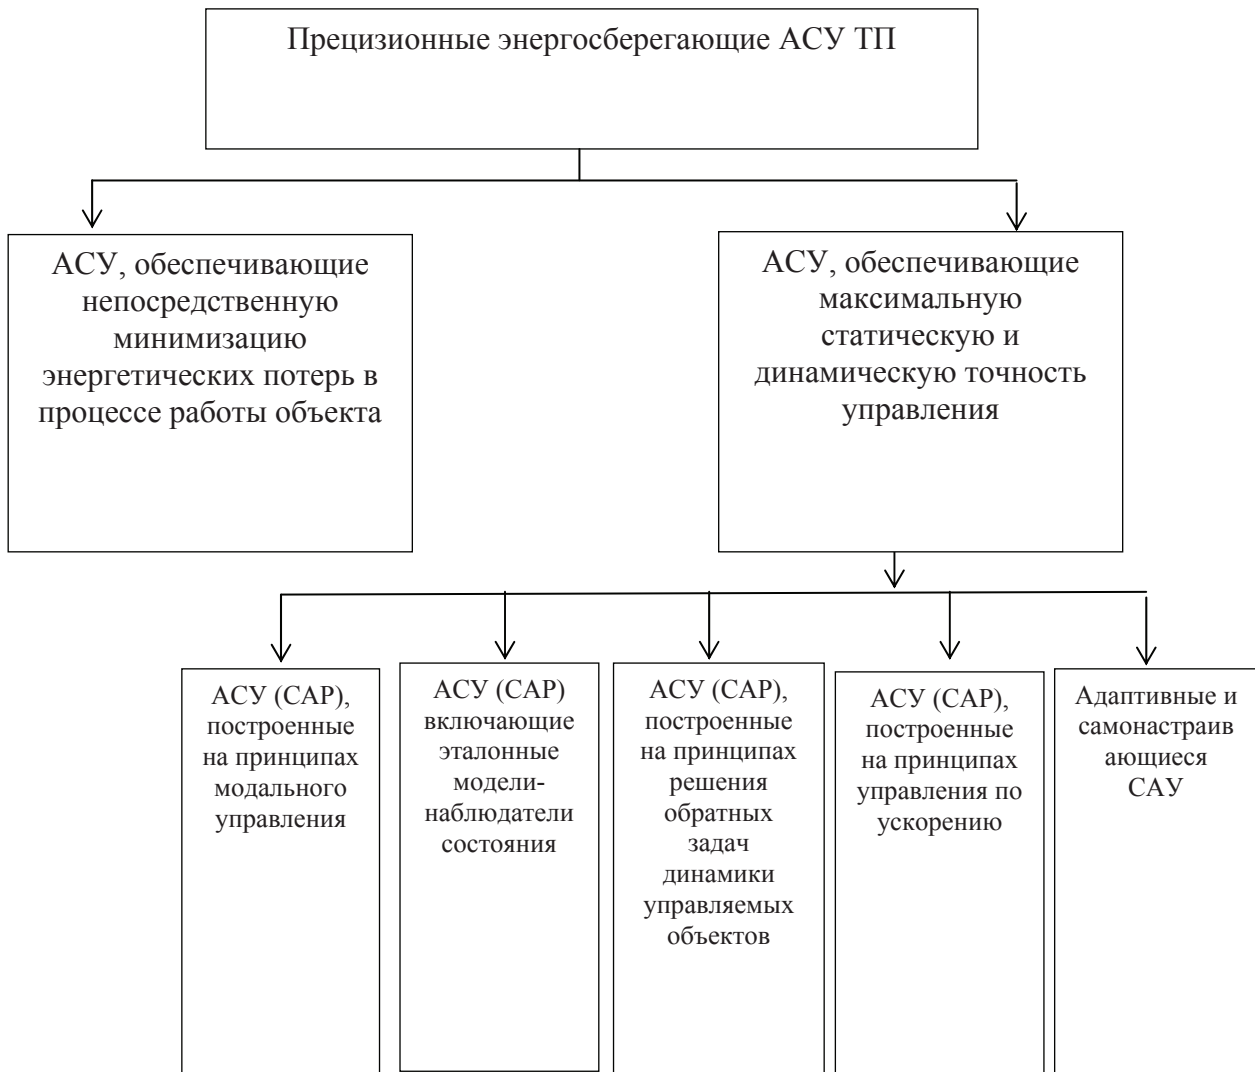 Прецизионные энергосберегающие АСУ ТП
АСУ, обеспечивающие
непосредственную
минимизацию
энергетических потерь в
процессе работы объекта
АСУ, обеспечивающие
максимальную
статическую и
динамическую точность
управления
АСУ (САР),
построенные
на принципах
модального
управления
АСУ (САР)
включающие
эталонные
модели-
наблюдатели
состояния
АСУ (САР),
построенные
на принципах
решения
обратных
задач
динамики
управляемых
объектов
АСУ (САР),
построенные
на принципах
управления по
ускорению
Адаптивные и
самонастраив
ающиеся
САУ